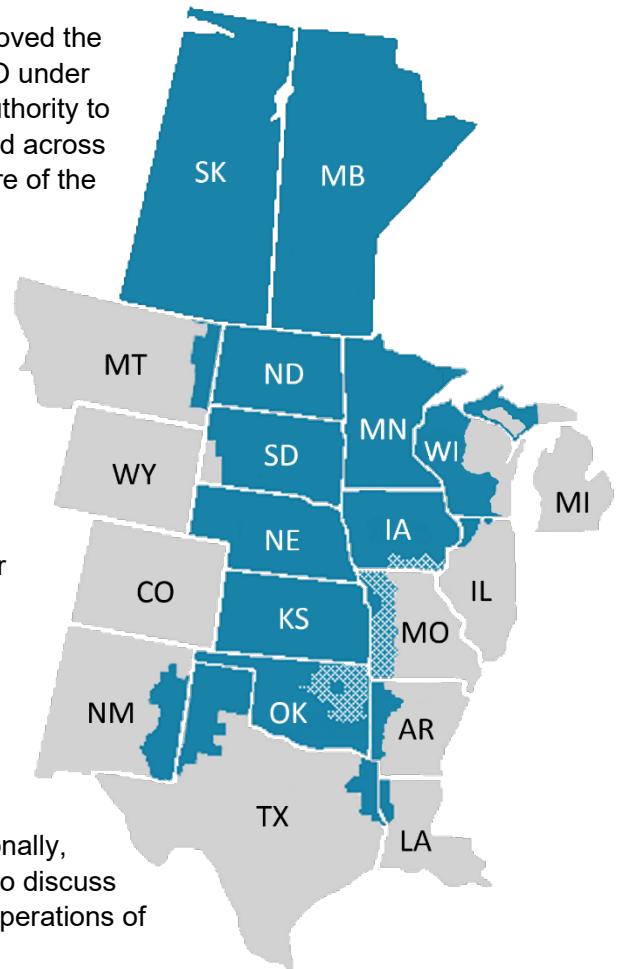 oved the
under
uthority to
d across
re of the
SK
MB
MT
ND
MN
WI
WY
SD
MI
NE
IA
r
CO
KS
IL
MO
NM
OK
AR
TX
LA
onally,
o discuss
perations of